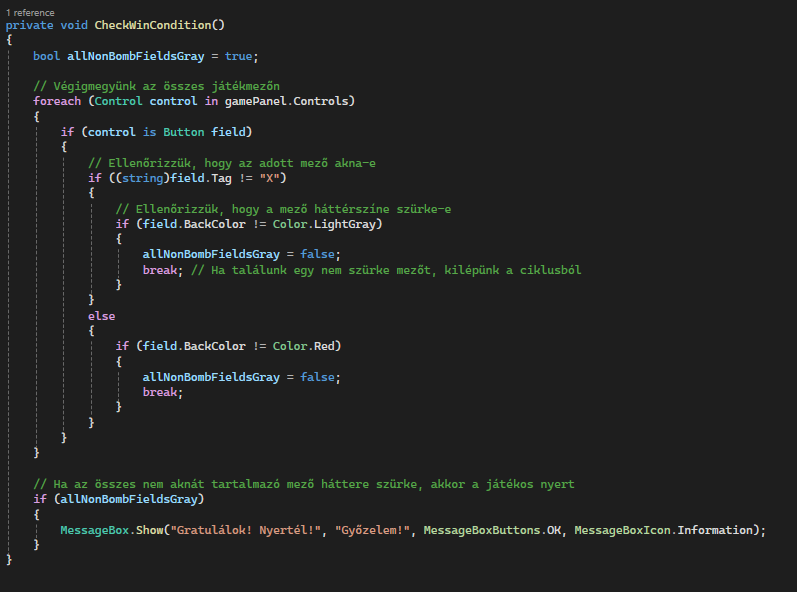 1 reference
private void CheckWinCondition()
{
    bool allNonBombFieldsGray = true;

    // Végigmegyünk az összes játékmezőn
    foreach (Control control in gamePanel.Controls)
    {
        if (control is Button field)
        {
            // Ellenőrizzük, hogy az adott mező akna-e
            if ((string)field.Tag != "X")
            {
                // Ellenőrizzük, hogy a mező háttérszíne szürke-e
                if (field.BackColor != Color.LightGray)
                {
                    allNonBombFieldsGray = false;
                    break; // Ha találunk egy nem szürke mezőt, kilépünk a ciklusból
                }
            }
            else
            {
                if (field.BackColor != Color.Red)
                {
                    allNonBombFieldsGray = false;
                    break;
                }
            }
        }
    }

    // Ha az összes nem aknát tartalmazó mező háttere szürke, akkor a játékos nyert
    if (allNonBombFieldsGray)
    {
        MessageBox.Show("Gratulálok! Nyertél!", "Győzelem!", MessageBoxButtons.OK, MessageBoxIcon.Information);
    }
}